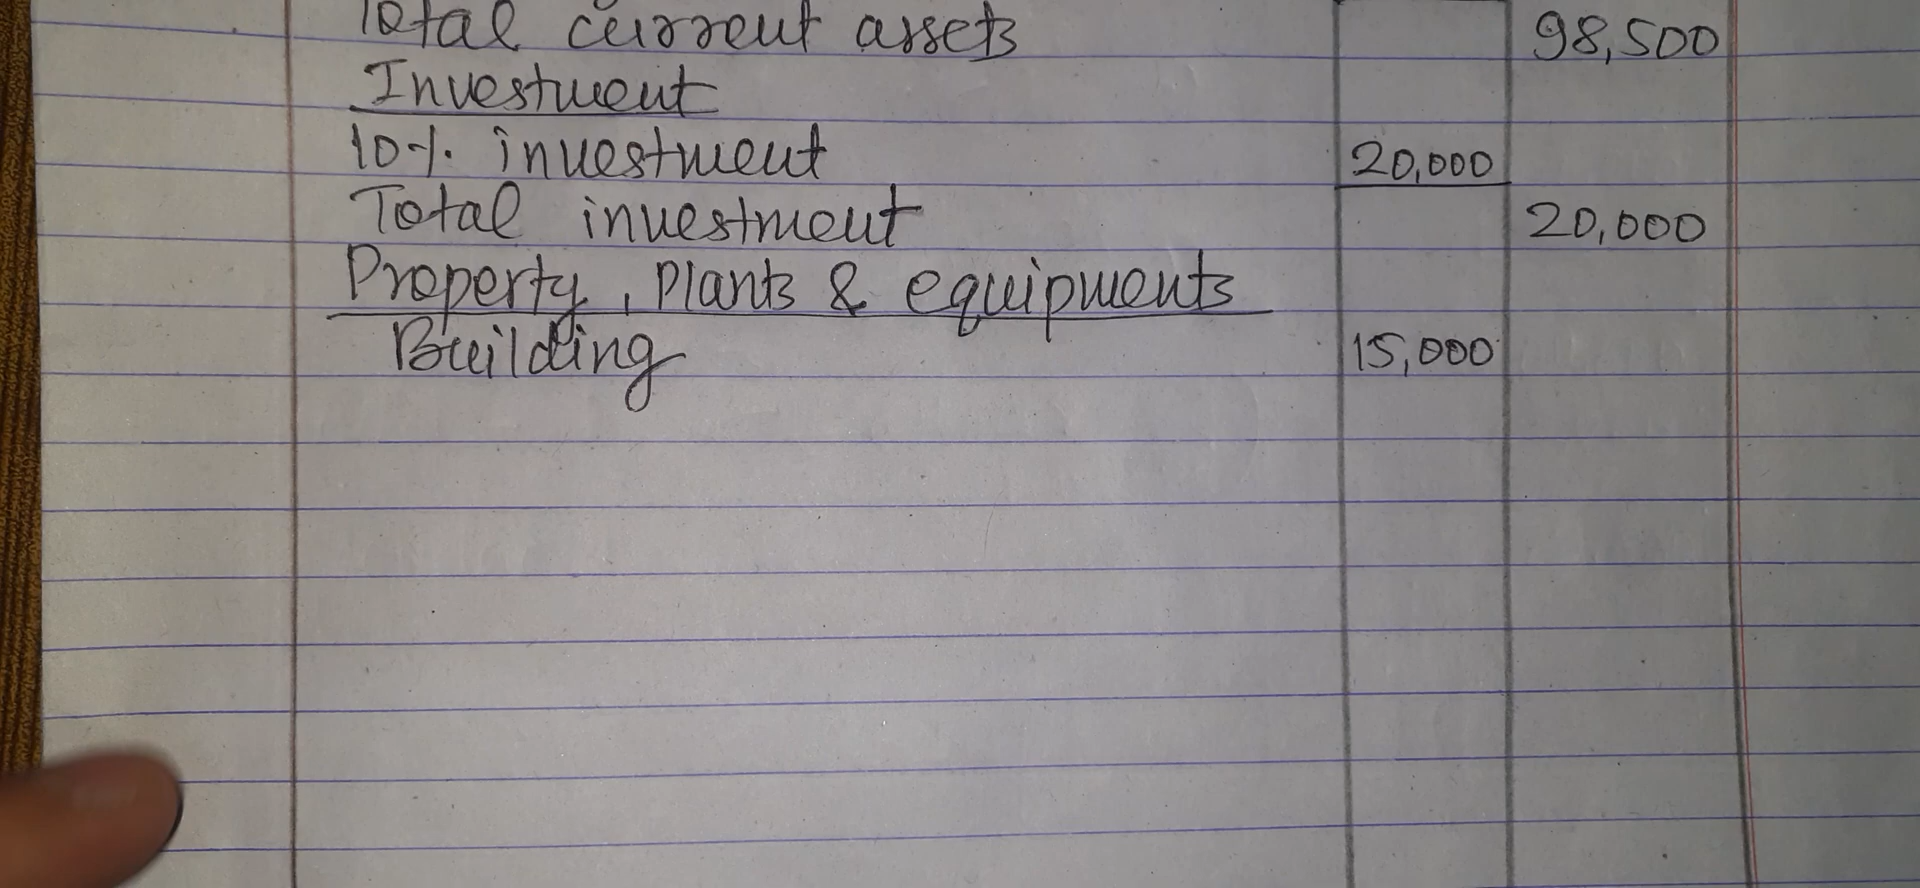 Total current assets 98,500
Investment
10% investment 20,000
Total investment 20,000
Property, Plants & equipments
Building 15,000